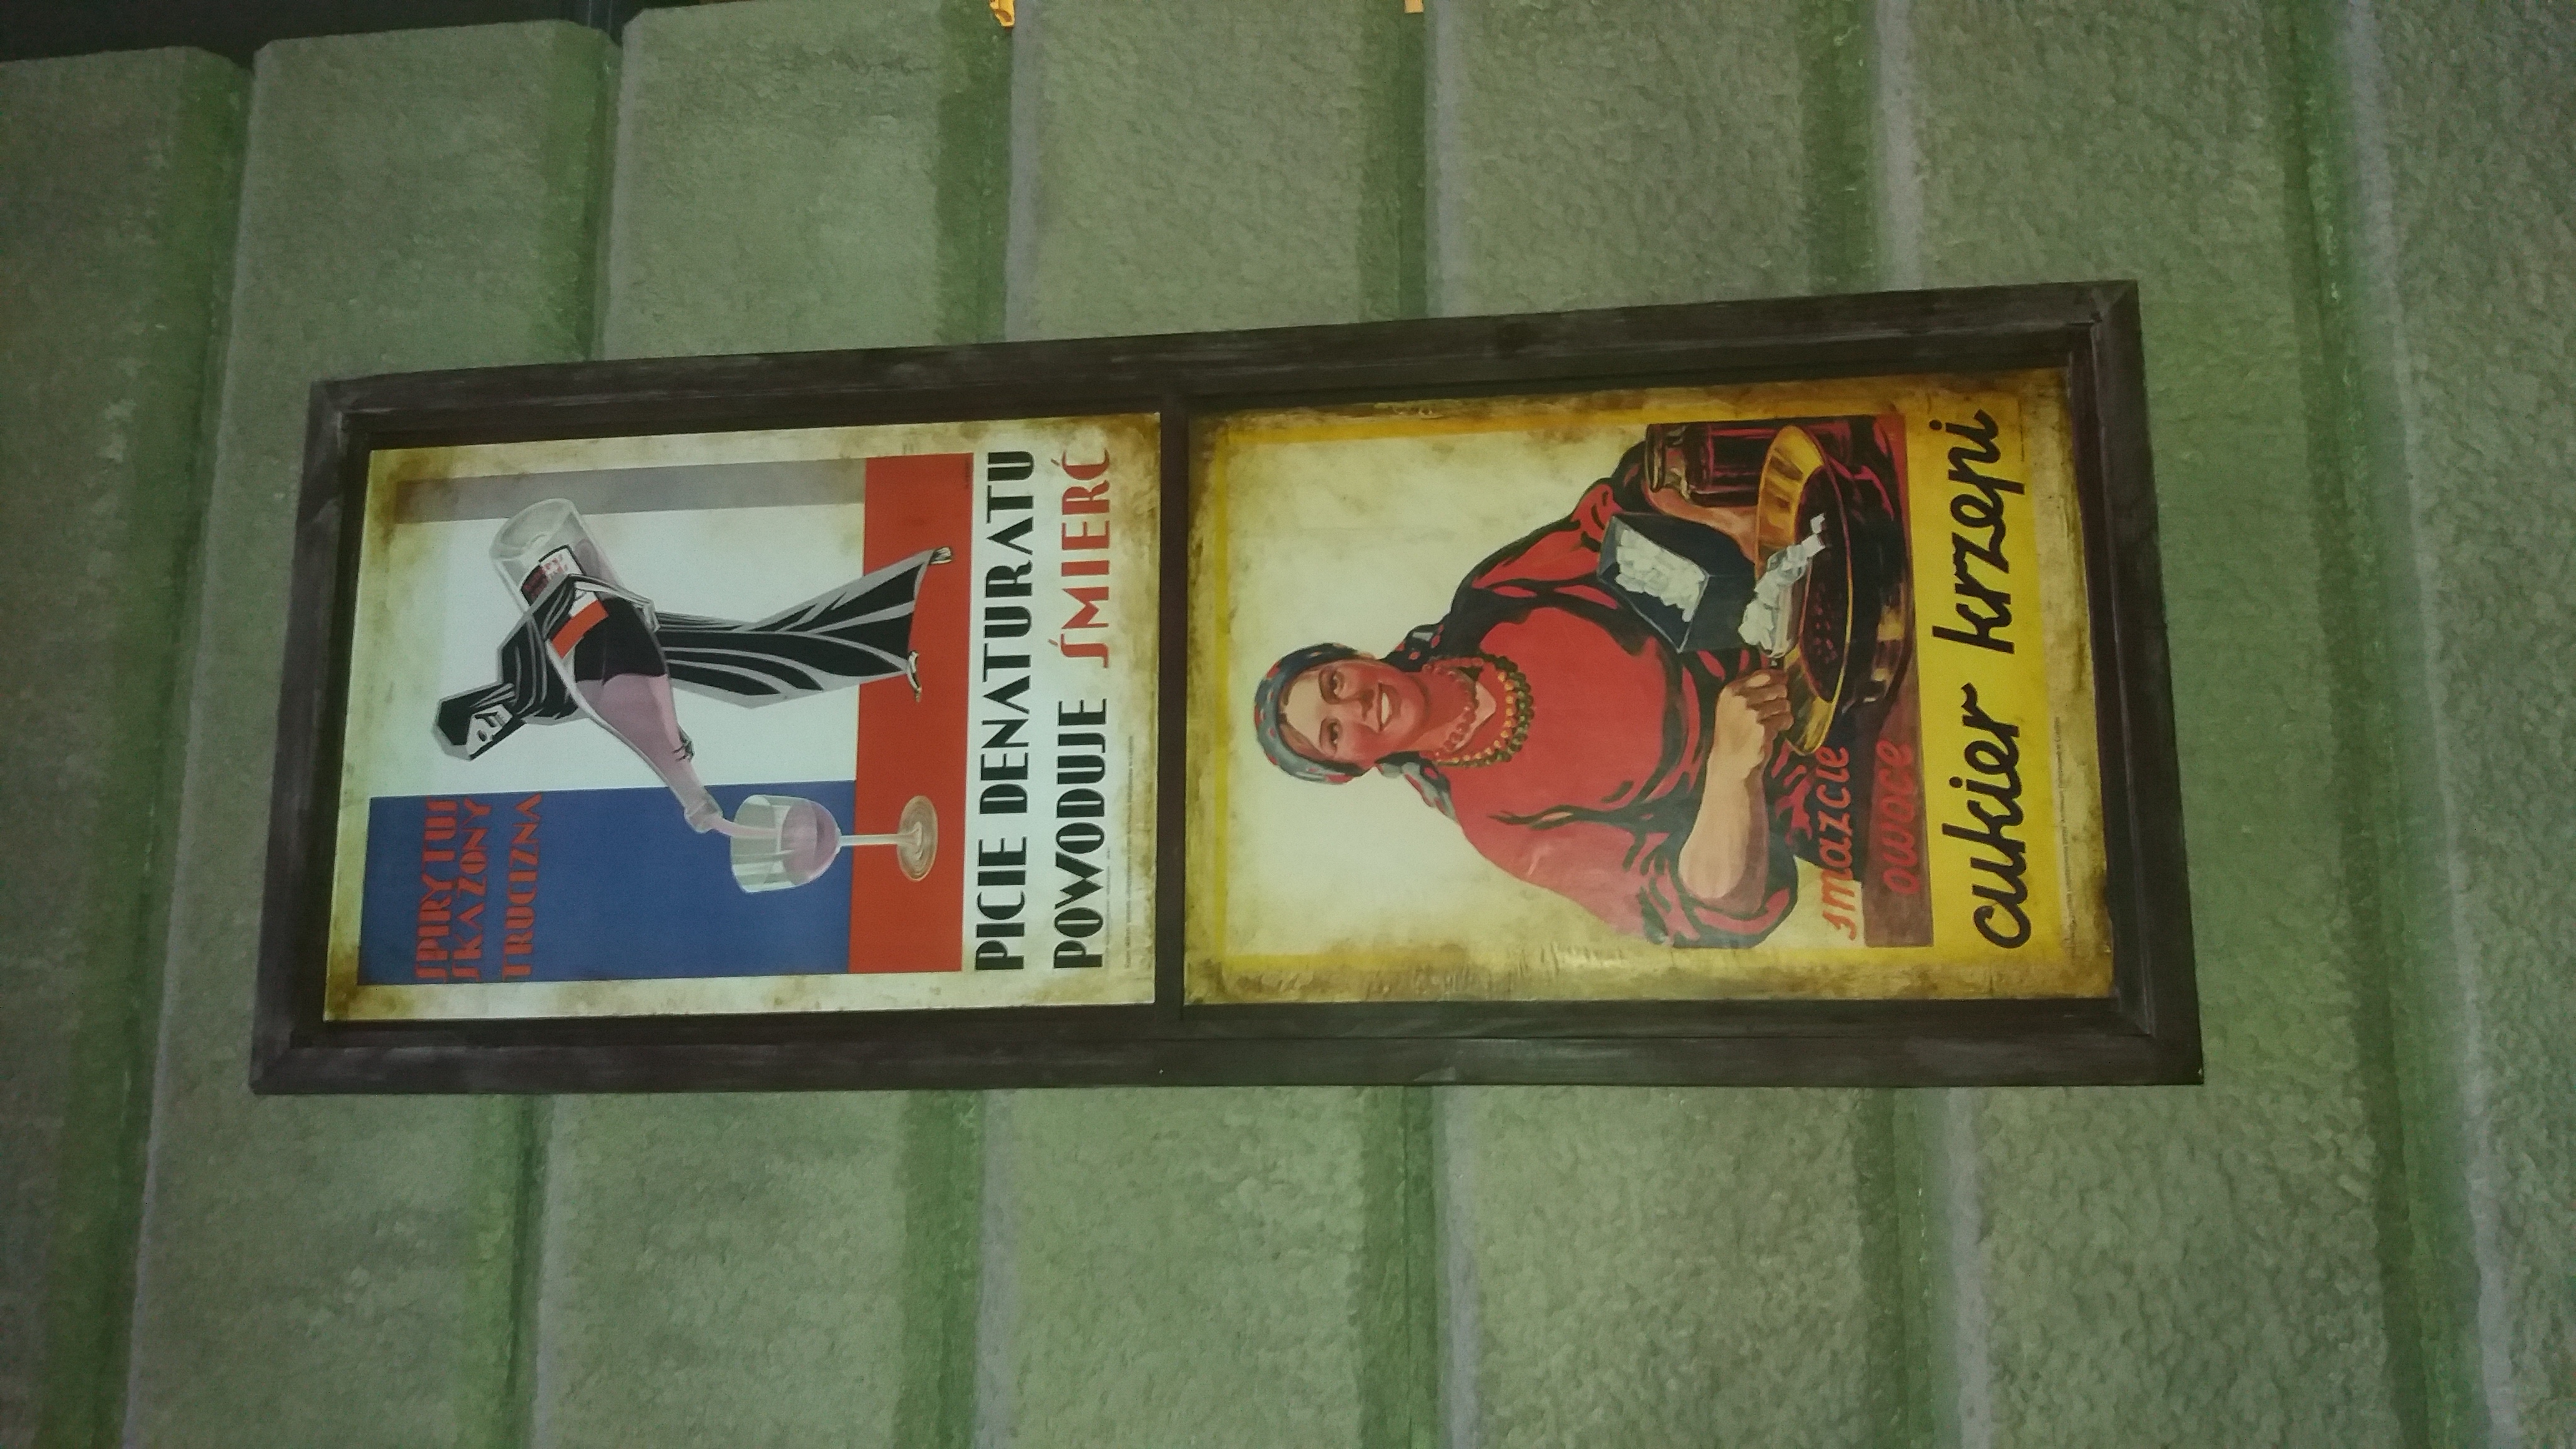 SPIRYTUS
SKAŻONY
TRUCIZNA
PICIE DENATURATU
POWODUJE ŚMIERĆ
smażcie
owoce
cukier krzepi